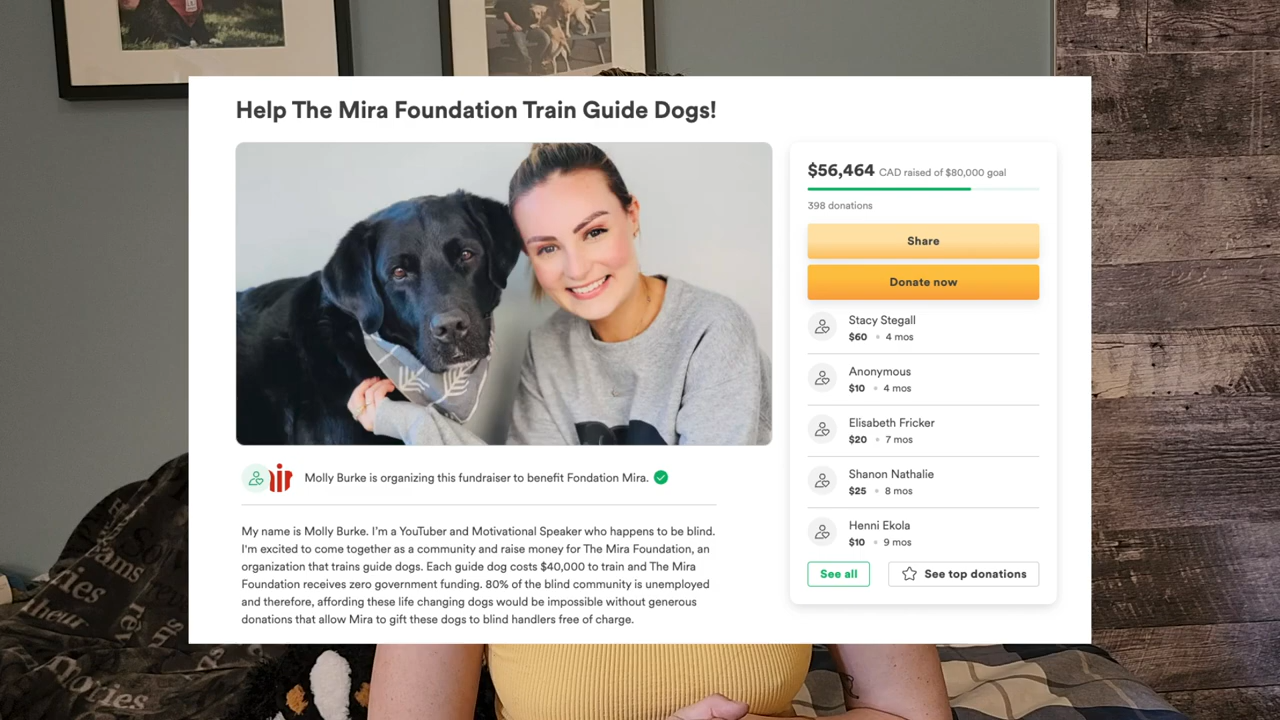 Help The Mira Foundation Train Guide Dogs!
$56,464 CAD raised of $80,000 goal
398 donations
Share
Donate now
Stacy Stegall
$60 • 4 mos
Anonymous
$10 • 4 mos
Elisabeth Fricker
$20 • 7 mos
Shanon Nathalie
$25 • 8 mos
Henni Ekola
$10 • 9 mos
See all
See top donations
Molly Burke is organizing this fundraiser to benefit Fondation Mira.
My name is Molly Burke. I'm a YouTuber and Motivational Speaker who happens to be blind.
I'm excited to come together as a community and raise money for The Mira Foundation, an
organization that trains guide dogs. Each guide dog costs $40,000 to train and The Mira
Foundation receives zero government funding. 80% of the blind community is unemployed
and therefore, affording these life changing dogs would be impossible without generous
donations that allow Mira to gift these dogs to blind handlers free of charge.